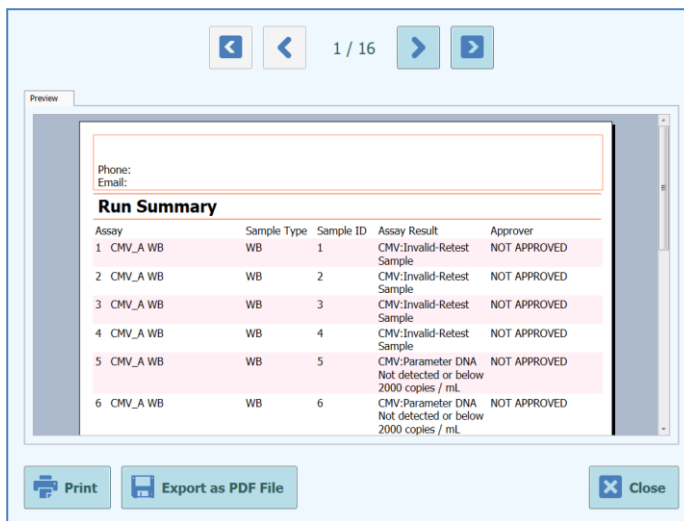 1 / 16
Preview
Phone:
Email:
Run Summary
Assay Sample Type Sample ID Assay Result Approver
1 CMV_A WB WB 1 CMV:Invalid-Retest NOT APPROVED
Sample
2 CMV_A WB WB 2 CMV:Invalid-Retest NOT APPROVED
Sample
3 CMV_A WB WB 3 CMV:Invalid-Retest NOT APPROVED
Sample
4 CMV_A WB WB 4 CMV:Invalid-Retest NOT APPROVED
Sample
5 CMV_A WB WB 5 CMV:Parameter DNA NOT APPROVED
Not detected or below
2000 copies / mL
6 CMV_A WB WB 6 CMV:Parameter DNA NOT APPROVED
Not detected or below
2000 copies / mL
Print Export as PDF File Close